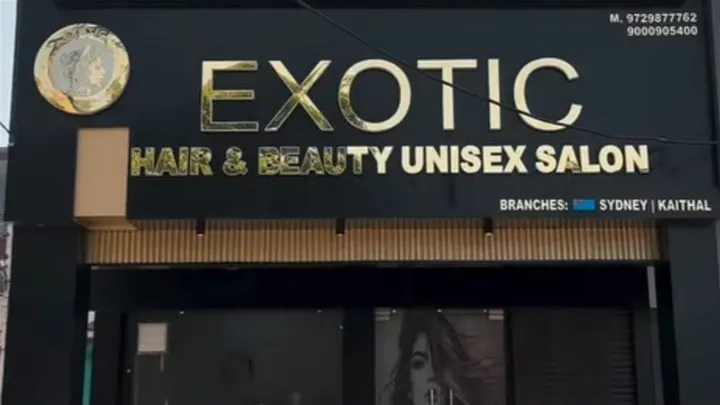 M. 9729877762
9000905400
EXOTIC
HAIR & BEAUTY UNISEX SALON
BRANCHES: SYDNEY | KAITHAL